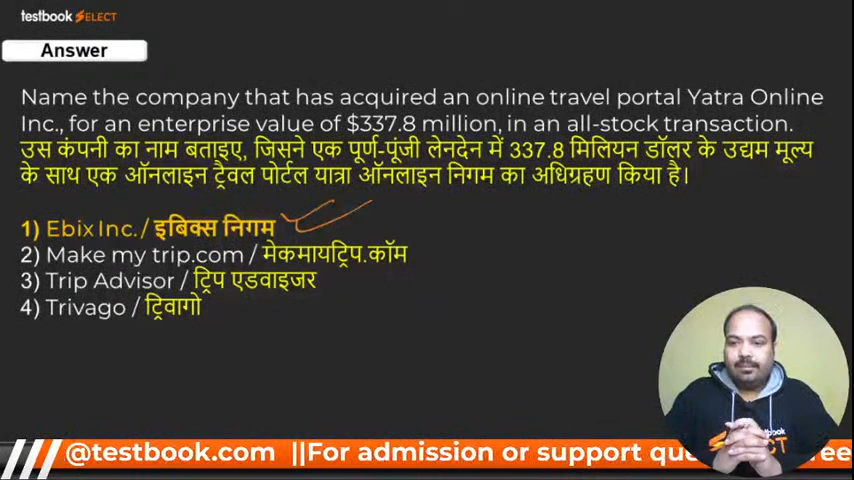 testbook SELECT
Answer
Name the company that has acquired an online travel portal Yatra Online
Inc., for an enterprise value of $337.8 million, in an all-stock transaction.
उस कंपनी का नाम बताइए, जिसने एक पूर्ण-पूंजी लेनदेन में 337.8 मिलियन डॉलर के उद्यम मूल्य
के साथ एक ऑनलाइन ट्रैवल पोर्टल यात्रा ऑनलाइन निगम का अधिग्रहण किया है।
1) Ebix Inc. / इबिक्स निगम
2) Make my trip.com / मेकमायट्रिप.कॉम
3) Trip Advisor / ट्रिप एडवाइजर
4) Trivago / ट्रिवागो
@testbook.com ||For admission or support